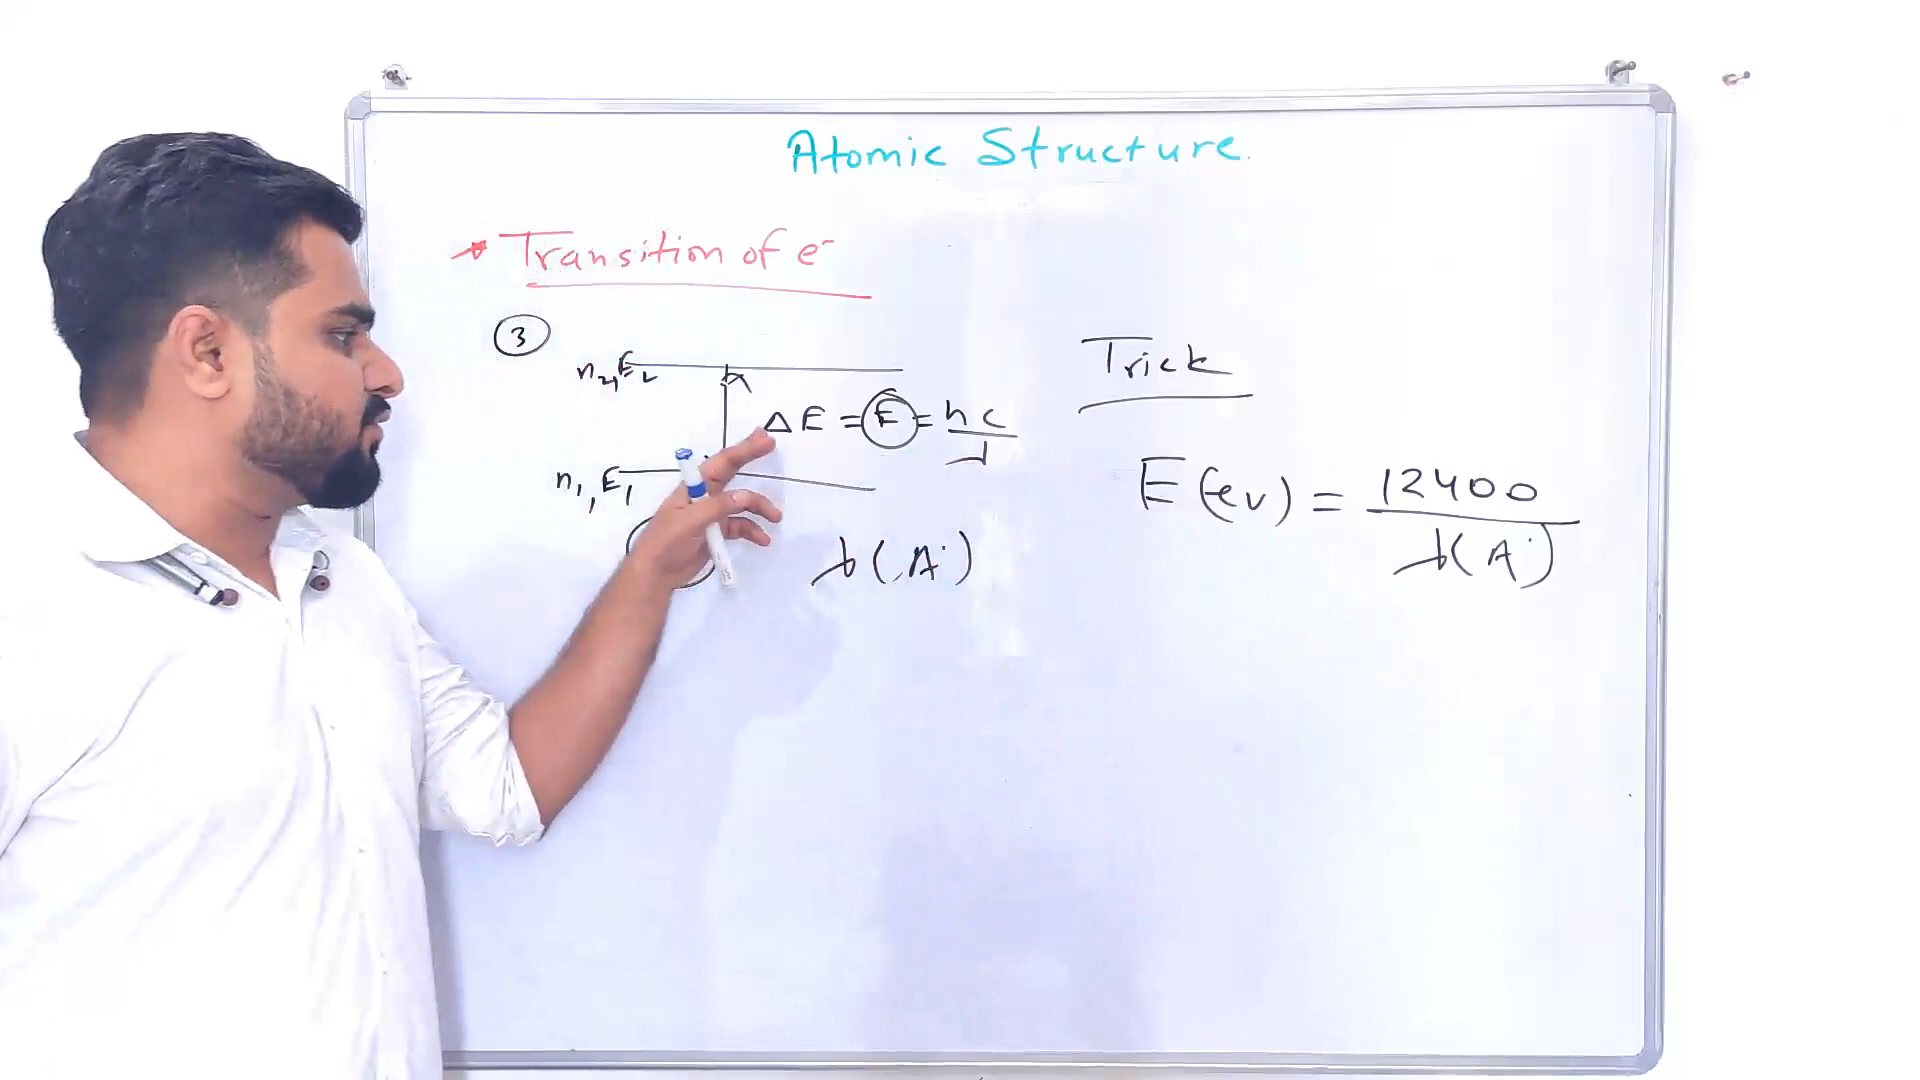 Atomic Structure.
* Transition of e⁻
3
n₂, E₂
ΔE = E = hc/λ
n₁, E₁
λ(A°)
Trick
E(ev) = 12400/λ(A°)